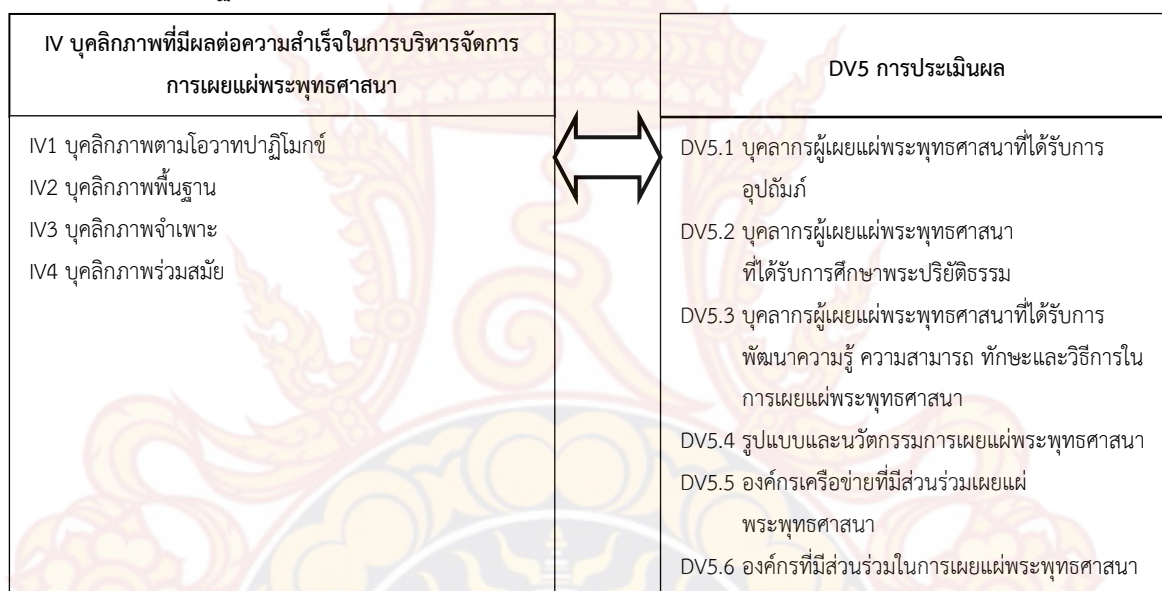 IV บุคลิกภาพที่มีผลต่อความสำเร็จในการบริหารจัดการ
การเผยแผ่พระพุทธศาสนา
IV1 บุคลิกภาพตามโอวาทปาฏิโมกข์
IV2 บุคลิกภาพพื้นฐาน
IV3 บุคลิกภาพจำเพาะ
IV4 บุคลิกภาพร่วมสมัย
DV5 การประเมินผล
DV5.1 บุคลากรผู้เผยแผ่พระพุทธศาสนาที่ได้รับการ
อุปถัมภ์
DV5.2 บุคลากรผู้เผยแผ่พระพุทธศาสนา
ที่ได้รับการศึกษาพระปริยัติธรรม
DV5.3 บุคลากรผู้เผยแผ่พระพุทธศาสนาที่ได้รับการ
พัฒนาความรู้ ความสามารถ ทักษะและวิธีการใน
การเผยแผ่พระพุทธศาสนา
DV5.4 รูปแบบและนวัตกรรมการเผยแผ่พระพุทธศาสนา
DV5.5 องค์กรเครือข่ายที่มีส่วนร่วมเผยแผ่
พระพุทธศาสนา
DV5.6 องค์กรที่มีส่วนร่วมในการเผยแผ่พระพุทธศาสนา